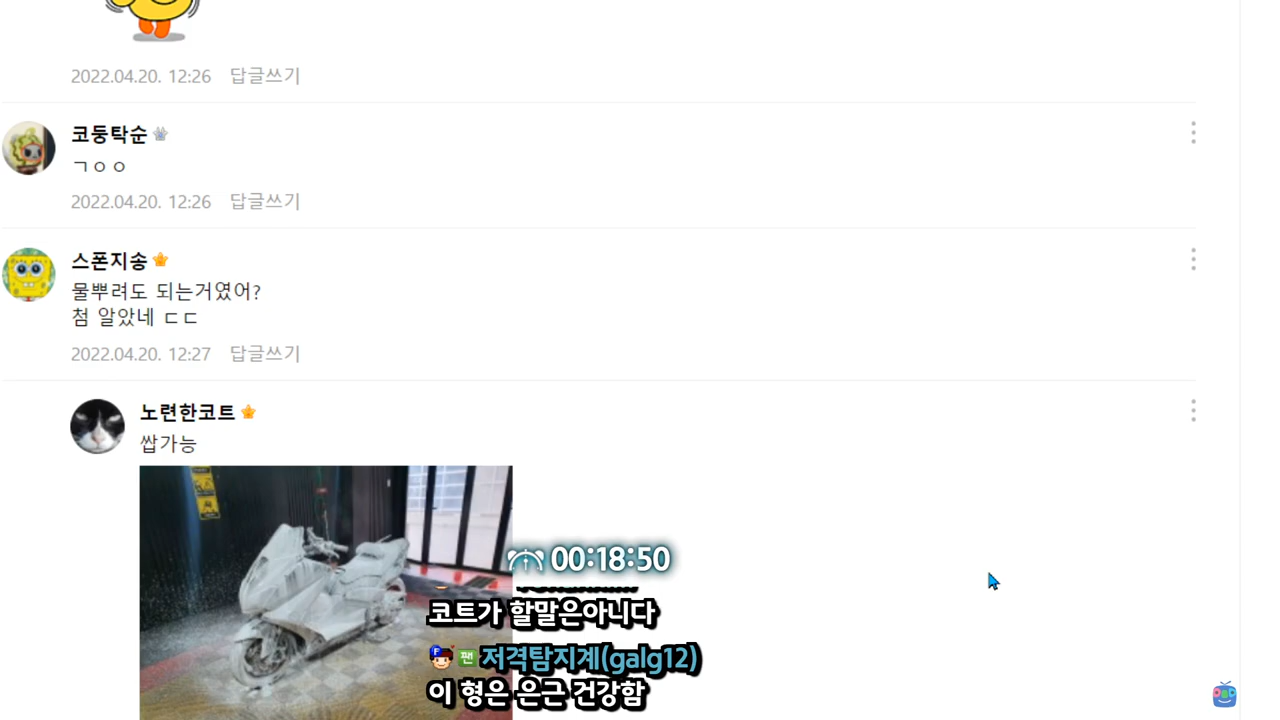 2022.04.20. 12:26 답글쓰기
코둥탁순
ㄱㅇㅇ
2022.04.20. 12:26 답글쓰기
스폰지송
물뿌려도 되는거였어?
첨 알았네 ㄷㄷ
2022.04.20. 12:27 답글쓰기
노련한코트
쌉가능
00:18:50
코트가 할말은아니다
F 팬 저격탐지계(galg12)
이 형은 은근 건강함